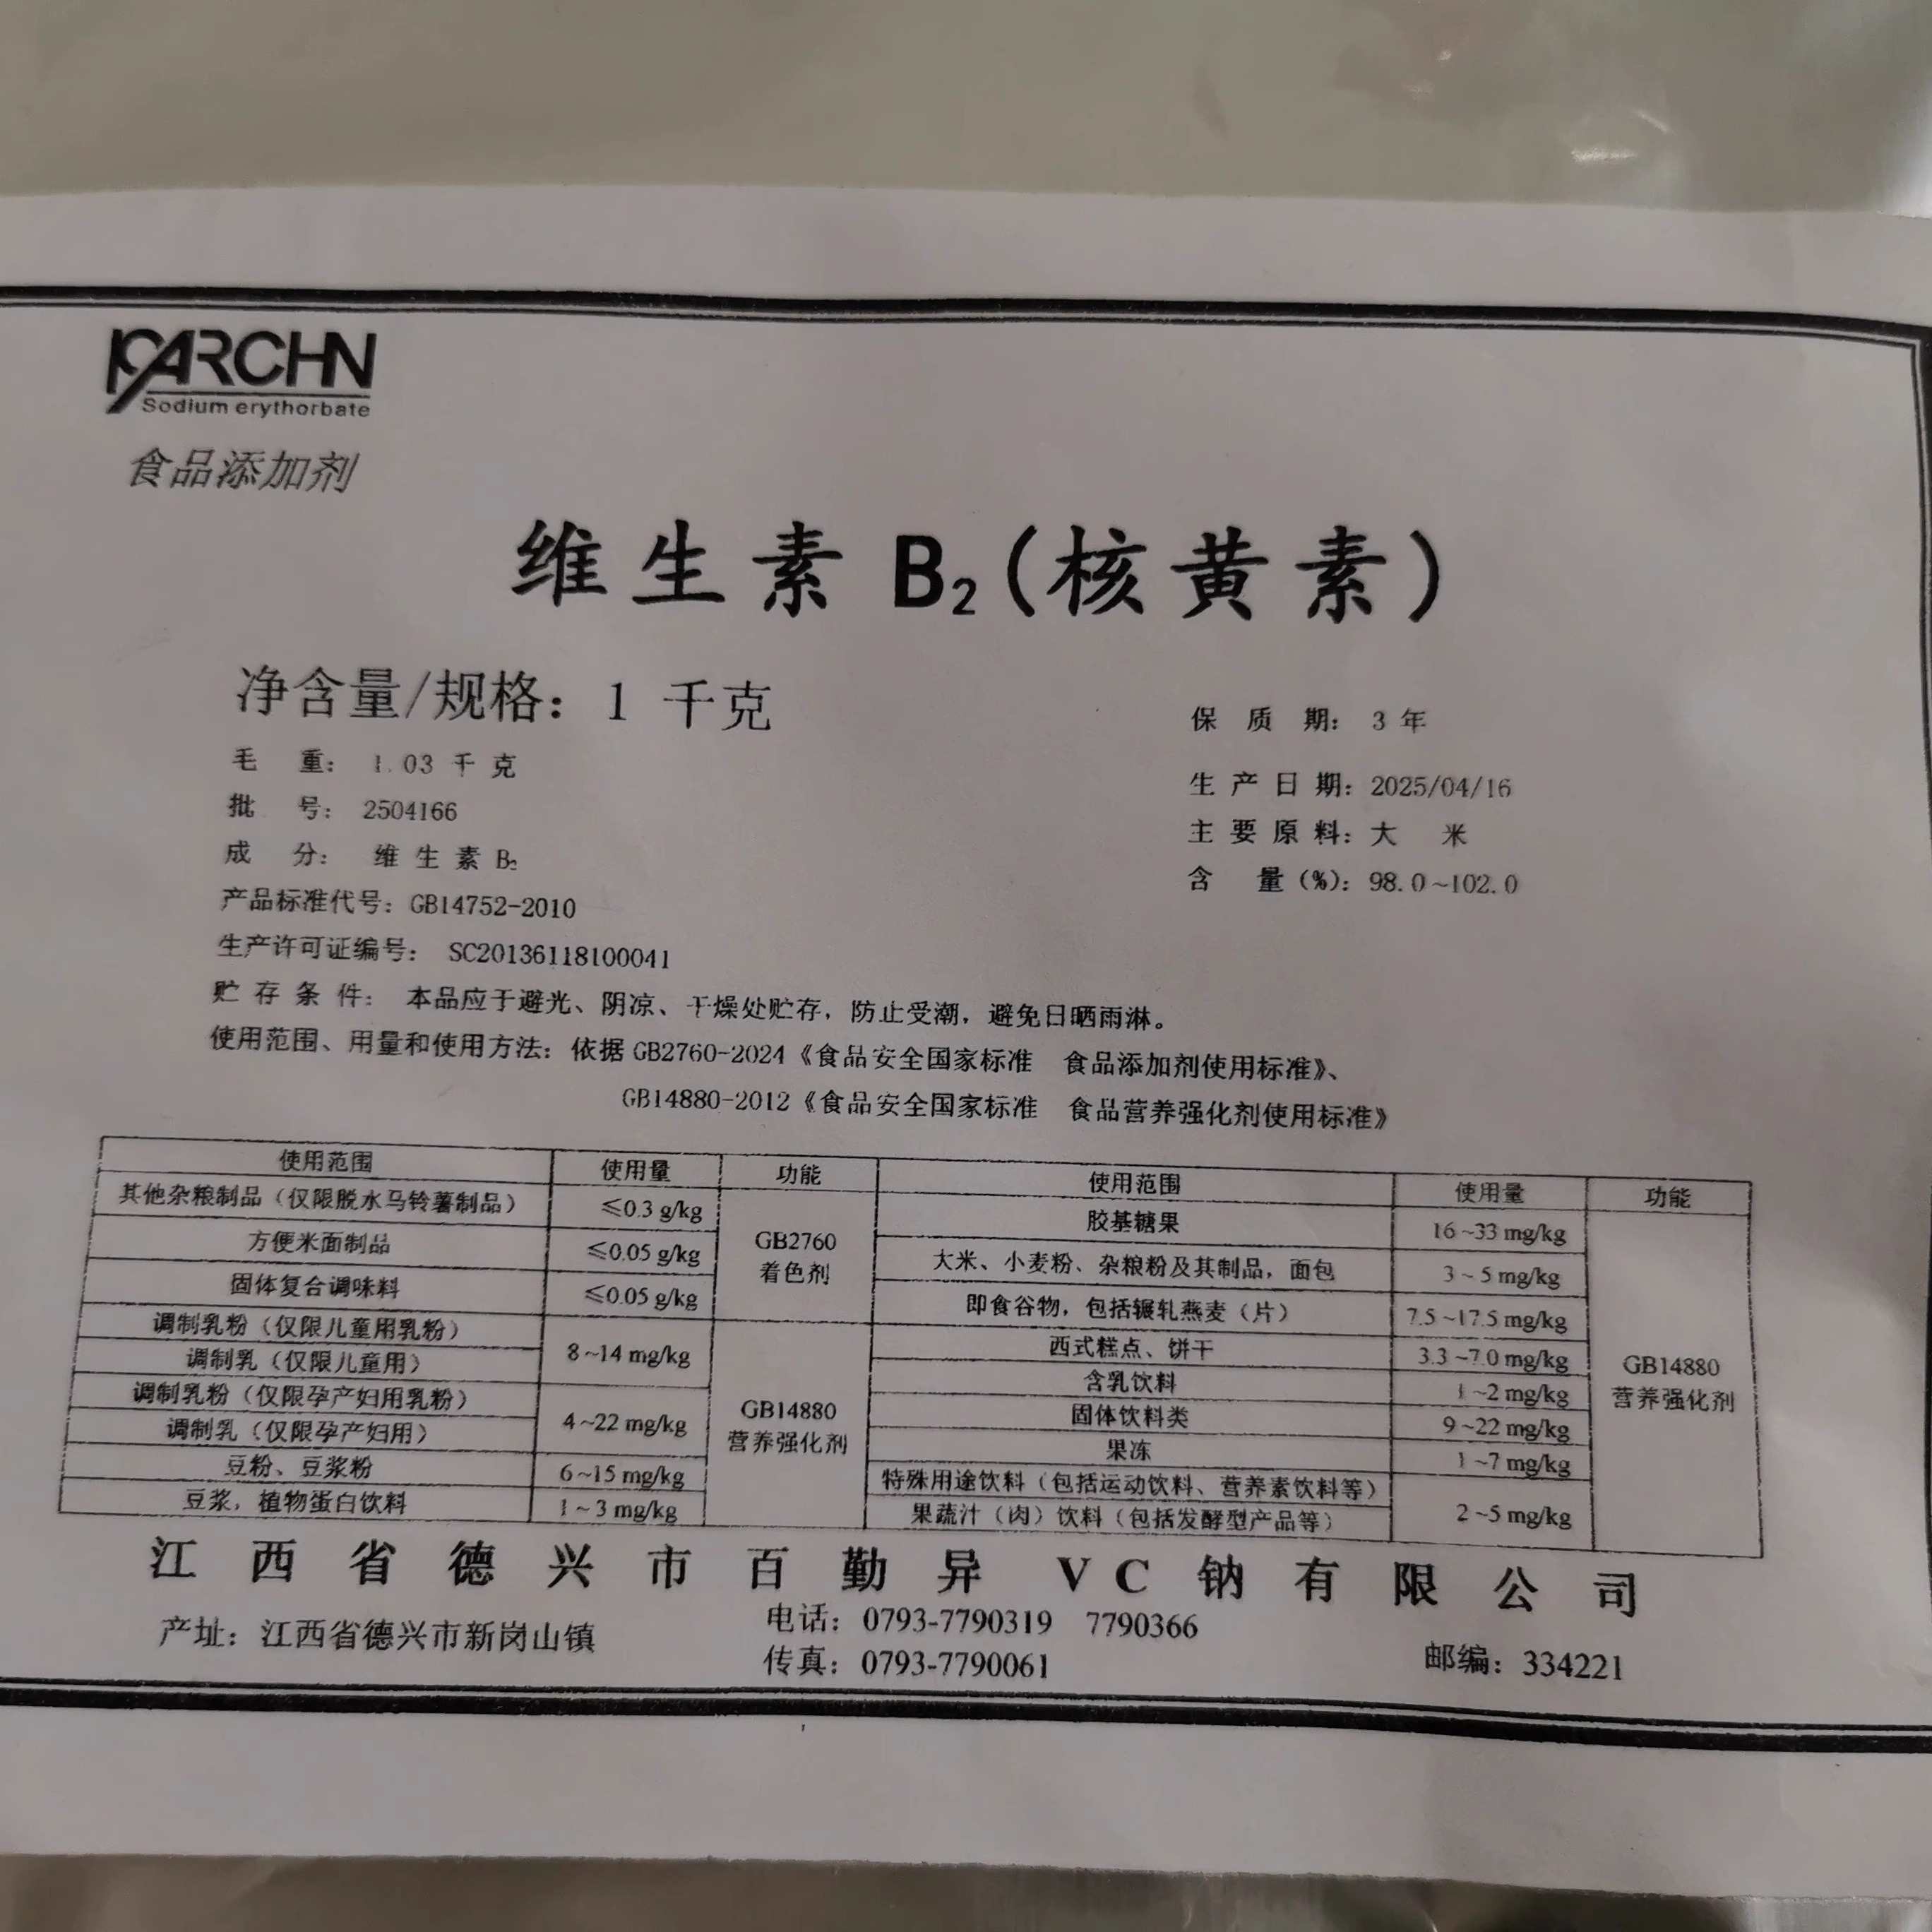 KARCHN
Sodium erythorbate
食品添加剂
维生素 B₂(核黄素)
净含量/规格：1 千克
保 质 期：3 年
毛 重：1.03 千克
生产日期：2025/04/16
批 号：2504166
主要原料：大 米
成 分：维生素 B₂
含 量(%)：98.0~102.0
产品标准代号：GB14752-2010
生产许可证编号：SC20136118100041
贮存条件：本品应于避光、阴凉、干燥处贮存，防止受潮，避免日晒雨淋。
使用范围、用量和使用方法：依据 GB2760-2024《食品安全国家标准 食品添加剂使用标准》、
GB14880-2012《食品安全国家标准 食品营养强化剂使用标准》
使用范围 使用量 功能
其他杂粮制品（仅限脱水马铃薯制品） ≤0.3 g/kg
方便米面制品 ≤0.05 g/kg
固体复合调味料 ≤0.05 g/kg
GB2760
着色剂
调制乳粉（仅限儿童用乳粉）
调制乳（仅限儿童用）
8~14 mg/kg
调制乳粉（仅限孕产妇用乳粉）
调制乳（仅限孕产妇用）
4~22 mg/kg
豆粉、豆浆粉 6~15 mg/kg
豆浆，植物蛋白饮料 1~3 mg/kg
GB14880
营养强化剂
使用范围 使用量 功能
胶基糖果 16~33 mg/kg
大米、小麦粉、杂粮粉及其制品，面包 3~5 mg/kg
即食谷物，包括辗轧燕麦（片） 7.5~17.5 mg/kg
西式糕点、饼干 3.3~7.0 mg/kg
含乳饮料 1~2 mg/kg
固体饮料类 9~22 mg/kg
果冻 1~7 mg/kg
特殊用途饮料（包括运动饮料、营养素饮料等）
果蔬汁（肉）饮料（包括发酵型产品等）
2~5 mg/kg
GB14880
营养强化剂
江西省德兴市百勤异VC钠有限公司
产址：江西省德兴市新岗山镇
电话：0793-7790319 7790366
传真：0793-7790061
邮编：334221